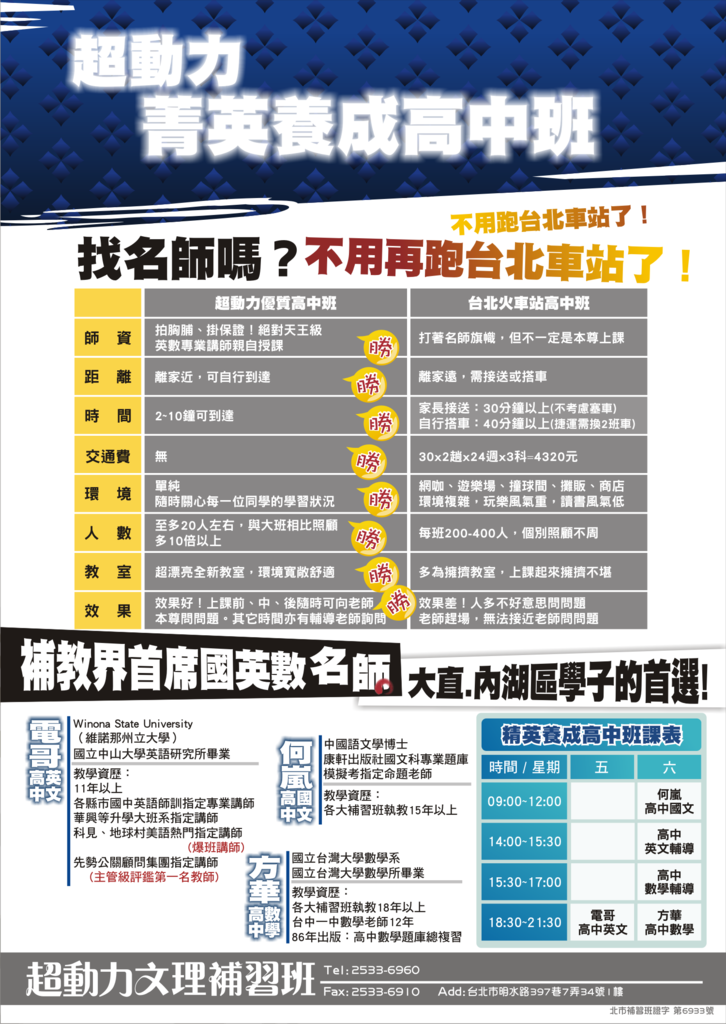 超動力
菁英養成高中班
不用跑台北車站了！
找名師嗎？不用再跑台北車站了！
超動力優質高中班
台北火車站高中班
師 資
拍胸脯、掛保證！絕對天王級
英數專業講師親自授課
勝
打著名師旗幟，但不一定是本尊上課
距 離
離家近，可自行到達
勝
離家遠，需接送或搭車
時 間
2~10鐘可到達
勝
家長接送：30分鐘以上(不考慮塞車)
自行搭車：40分鐘以上(捷運需換2班車)
交通費
無
勝
30x2趟x24週x3科=4320元
環 境
單純
隨時關心每一位同學的學習狀況
勝
網咖、遊樂場、撞球間、攤販、商店
環境複雜，玩樂風氣重，讀書風氣低
人 數
至多20人左右，與大班相比照顧
多10倍以上
勝
每班200-400人，個別照顧不周
教 室
超漂亮全新教室，環境寬敞舒適
勝
多為擁擠教室，上課起來擁擠不堪
效 果
效果好！上課前、中、後隨時可向老師
本尊問問題。其它時間亦有輔導老師詢問
勝
效果差！人多不好意思問問題
老師趕場，無法接近老師問問題
補教界首席國英數名師.
大直.內湖區學子的首選!
電哥
高中英文
Winona State University
（維諾那州立大學）
國立中山大學英語研究所畢業
教學資歷：
11年以上
各縣市國中英語師訓指定專業講師
華興等升學大班系指定講師
科見、地球村美語熱門指定講師
（爆班講師）
先勢公關顧問集團指定講師
（主管級評鑑第一名教師）
何嵐
高中國文
中國語文學博士
康軒出版社國文科專業題庫
模擬考指定命題老師
教學資歷：
各大補習班執教15年以上
方華
高中數學
國立台灣大學數學系
國立台灣大學數學所畢業
教學資歷：
各大補習班執教18年以上
台中一中數學老師12年
86年出版：高中數學題庫總複習
精英養成高中班課表
時間 / 星期
五
六
09:00~12:00
何嵐
高中國文
14:00~15:30
高中
英文輔導
15:30~17:00
高中
數學輔導
18:30~21:30
電哥
高中英文
方華
高中數學
超動力文理補習班
Tel:2533-6960
Fax:2533-6910 Add:台北市明水路397巷7弄34號1樓
北市補習班證字 第6933號